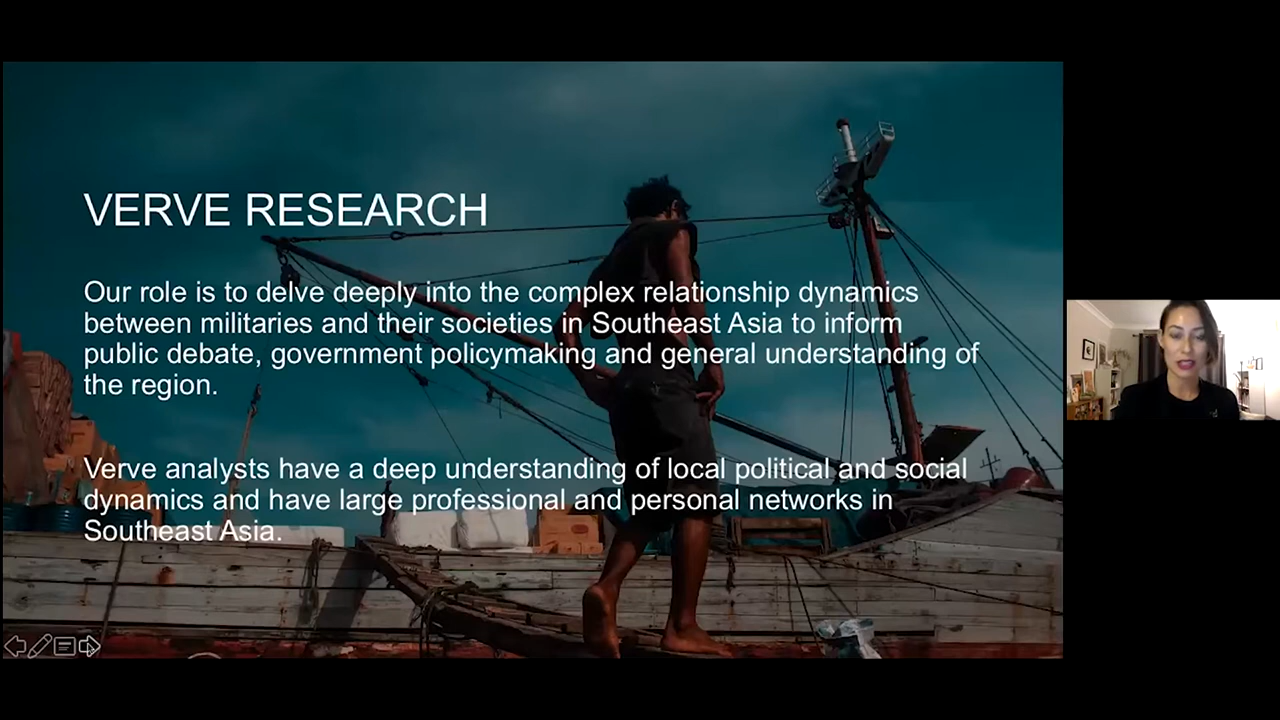 VERVE RESEARCH
Our role is to delve deeply into the complex relationship dynamics
between militaries and their societies in Southeast Asia to inform
public debate, government policymaking and general understanding of
the region.
Verve analysts have a deep understanding of local political and social
dynamics and have large professional and personal networks in
Southeast Asia.